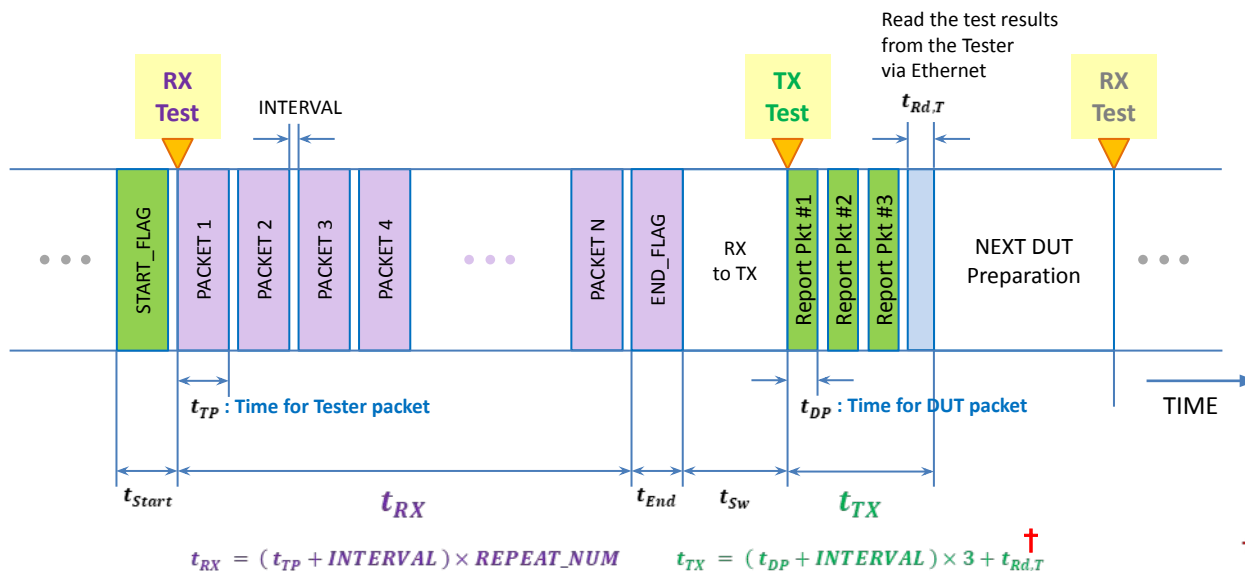 Read the test results
from the Tester
via Ethernet
RX
Test
TX
Test
RX
Test
INTERVAL
t_{Rd,T}
START_FLAG
PACKET 1
PACKET 2
PACKET 3
PACKET 4
PACKET N
END_FLAG
RX
to TX
Report Pkt #1
Report Pkt #2
Report Pkt #3
NEXT DUT
Preparation
t_{TP} : Time for Tester packet
t_{DP} : Time for DUT packet
TIME
t_{Start}
t_{RX}
t_{End}
t_{Sw}
t_{TX}
t_{RX} = ( t_{TP} + INTERVAL ) × REPEAT_NUM
t_{TX} = ( t_{DP} + INTERVAL ) × 3 + t_{Rd,T} †